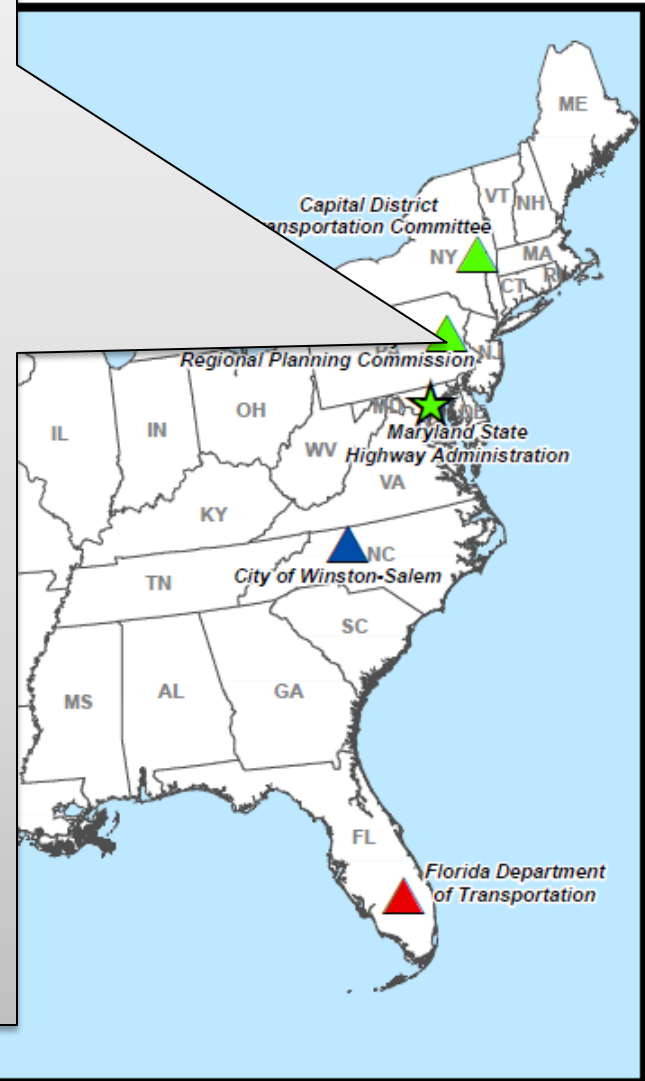 ME
VT
NH
Capital District
ansportation Committee
NY
MA
CT
NJ
Regional Planning Commission
OH
IN
IL
Maryland State
Highway Administration
WV
VA
KY
NC
City of Winston-Salem
TN
SC
MS
AL
GA
FL
Florida Department
of Transportation